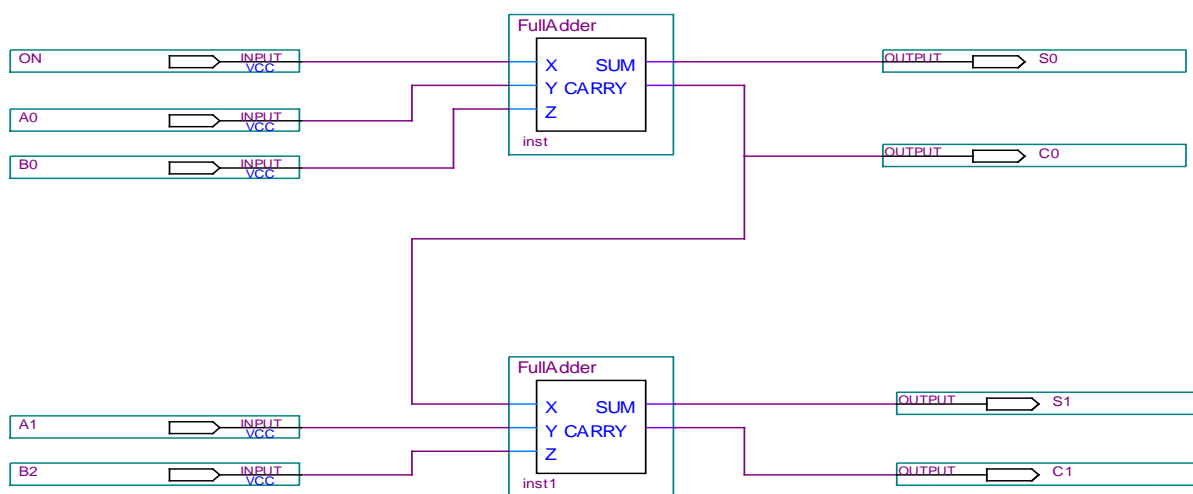 FullAdder
ON INPUT VCC
X SUM
OUTPUT S0
Y CARRY
A0 INPUT VCC
Z
inst
B0 INPUT VCC
OUTPUT C0
FullAdder
X SUM
OUTPUT S1
A1 INPUT VCC
Y CARRY
Z
B2 INPUT VCC
inst1
OUTPUT C1